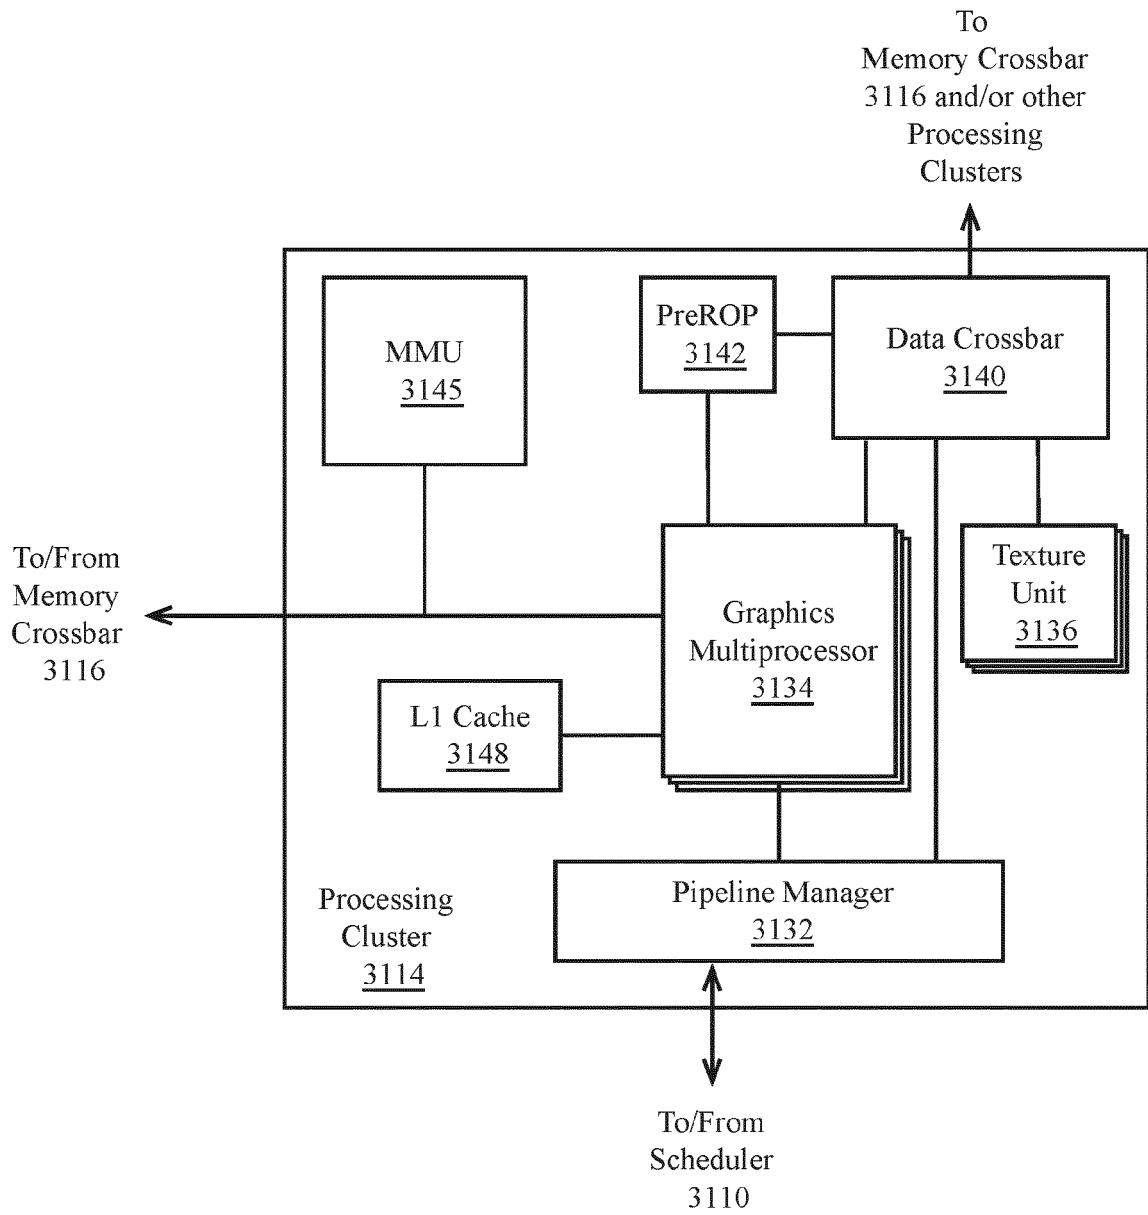 To
Memory Crossbar
3116 and/or other
Processing
Clusters
MMU
3145
PreROP
3142
Data Crossbar
3140
To/From
Memory
Crossbar
3116
Graphics
Multiprocessor
3134
Texture
Unit
3136
L1 Cache
3148
Pipeline Manager
3132
Processing
Cluster
3114
To/From
Scheduler
3110